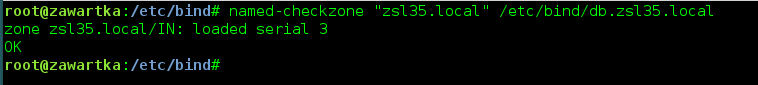 root@zawartka:/etc/bind# named-checkzone "zsl35.local" /etc/bind/db.zsl35.local
zone zsl35.local/IN: loaded serial 3
OK
root@zawartka:/etc/bind#